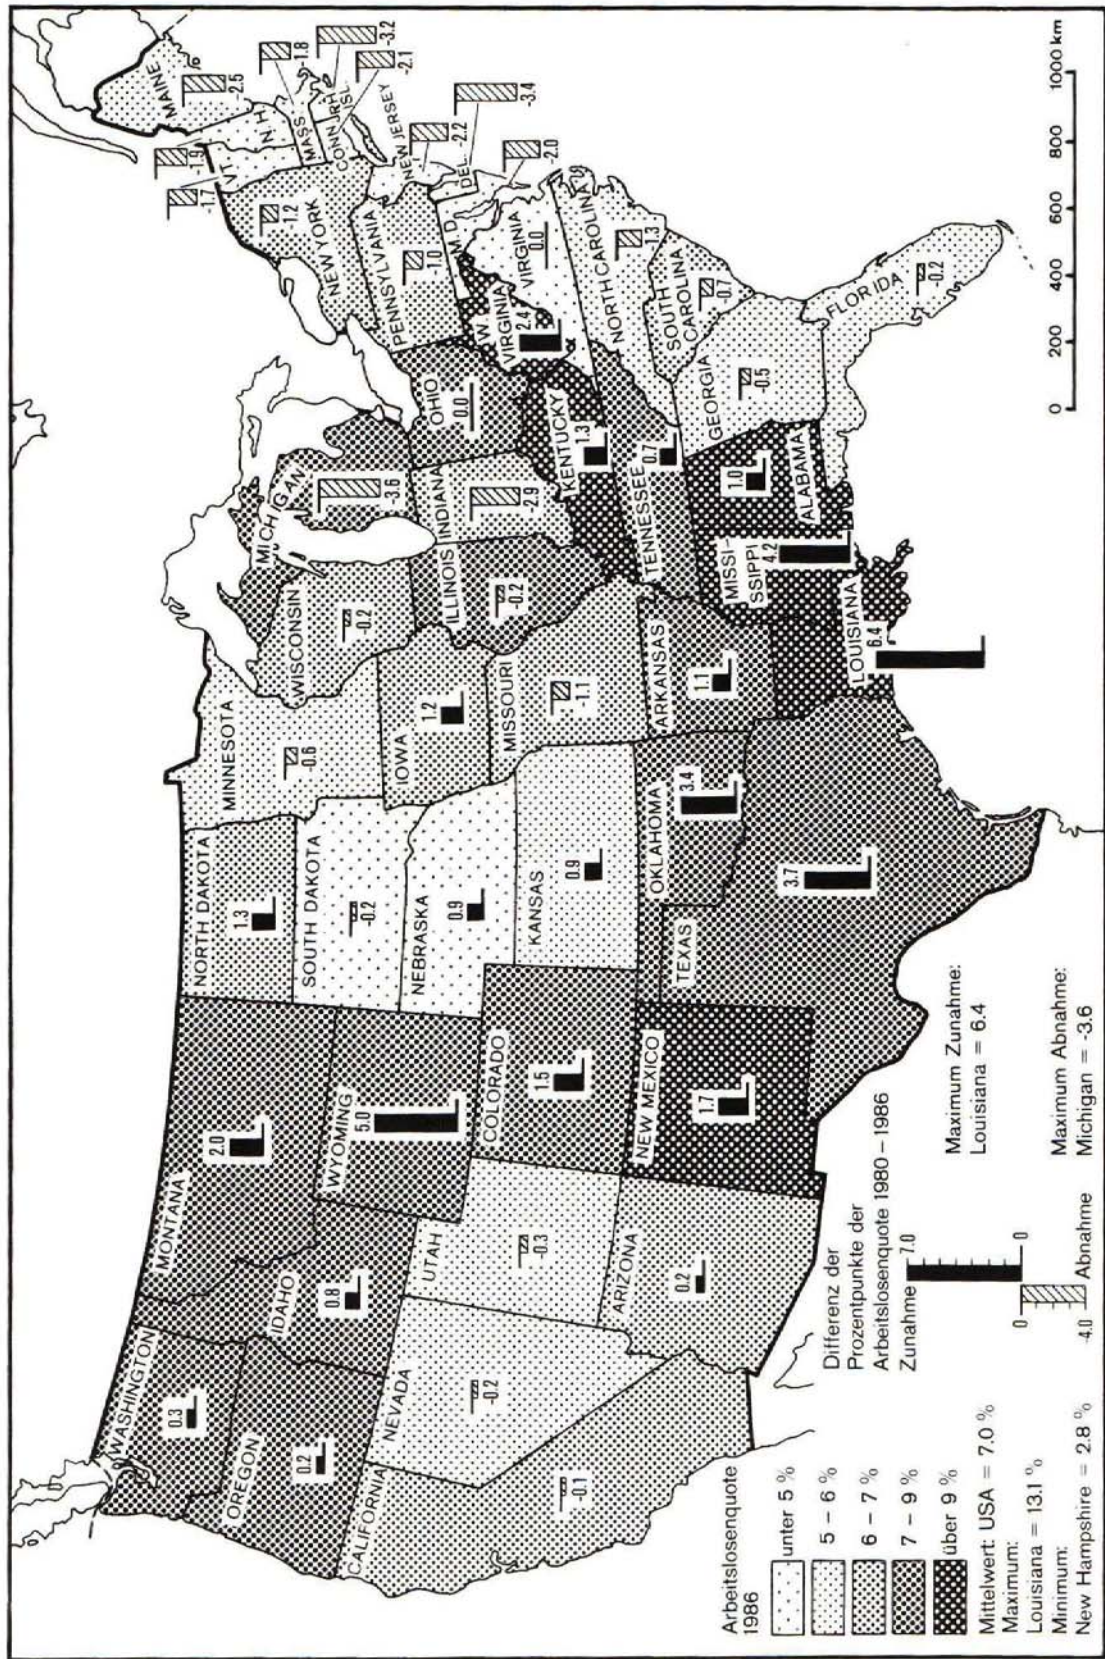 WASHINGTON
0.3
OREGON
0.2
CALIFORNIA
-0.1
NEVADA
-0.2
IDAHO
0.8
MONTANA
2.0
WYOMING
5.0
UTAH
-0.3
ARIZONA
0.2
COLORADO
1.5
NEW MEXICO
1.7
NORTH DAKOTA
1.3
SOUTH DAKOTA
-0.2
NEBRASKA
0.9
KANSAS
0.9
OKLAHOMA
3.4
TEXAS
3.7
MINNESOTA
-0.6
IOWA
1.2
MISSOURI
-1.1
ARKANSAS
1.1
LOUISIANA
6.4
WISCONSIN
-0.2
ILLINOIS
-0.2
MICHIGAN
-3.6
INDIANA
-2.9
OHIO
0.0
KENTUCKY
1.3
TENNESSEE
0.7
MISSI-
SSIPPI
4.2
ALABAMA
1.0
GEORGIA
-0.5
FLORIDA
-0.2
SOUTH
CAROLINA
-0.7
NORTH CAROLINA
-1.3
VIRGINIA
0.0
W.
VIRGINIA
2.4
M.D.
-2.0
DEL.
-3.4
PENNSYLVANIA
-1.0
NEW JERSEY
-2.2
NEW YORK
1.2
CONN.
RH.
ISL.
-3.2
-2.1
MASS.
-1.8
VT.
-1.7
N.H.
-1.9
MAINE
-2.5
Arbeitslosenquote
1986
unter 5 %
5 – 6 %
6 – 7 %
7 – 9 %
über 9 %
Mittelwert: USA = 7.0 %
Maximum:
Louisiana = 13.1 %
Minimum:
New Hampshire = 2.8 %
Differenz der
Prozentpunkte der
Arbeitslosenquote 1980 – 1986
Zunahme 7.0
0
0
-4.0 Abnahme
Maximum Zunahme:
Louisiana = 6.4
Maximum Abnahme:
Michigan = -3.6
0 200 400 600 800 1000 km